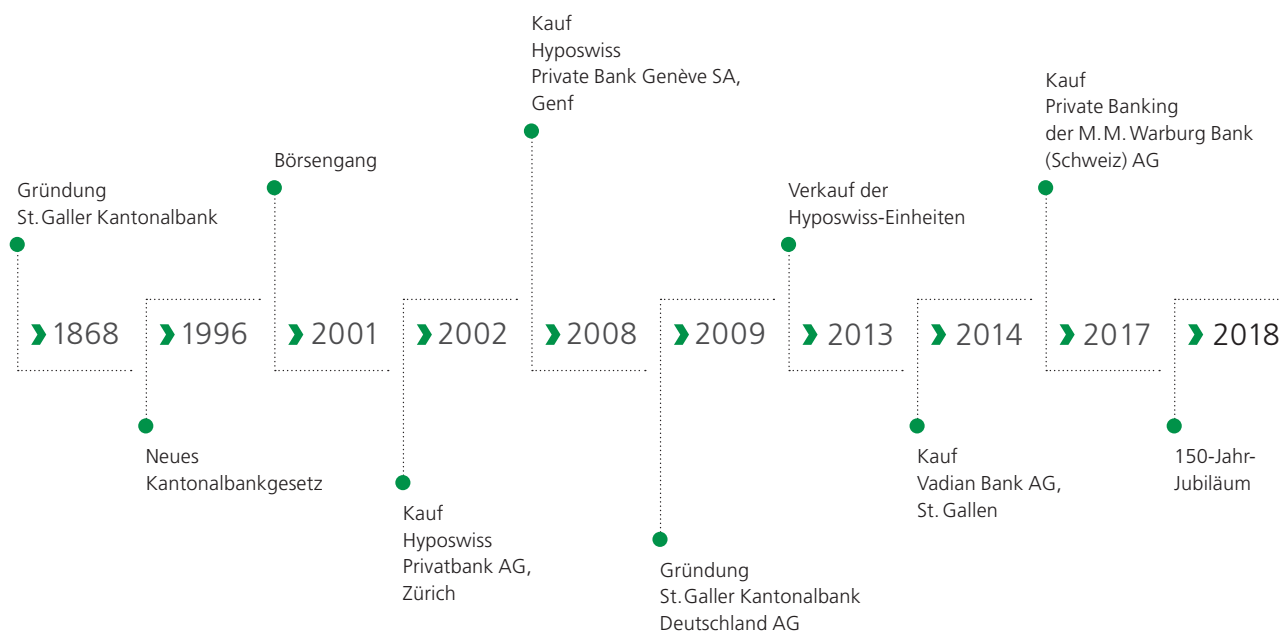 Kauf
Hyposwiss
Private Bank Genève SA,
Genf
Kauf
Private Banking
der M.M. Warburg Bank
(Schweiz) AG
Börsengang
Gründung
St. Galler Kantonalbank
Verkauf der
Hyposwiss-Einheiten
1868 1996 2001 2002 2008 2009 2013 2014 2017 2018
Neues
Kantonalbankgesetz
Kauf
Vadian Bank AG,
St. Gallen
150-Jahr-
Jubiläum
Kauf
Hyposwiss
Privatbank AG,
Zürich
Gründung
St. Galler Kantonalbank
Deutschland AG